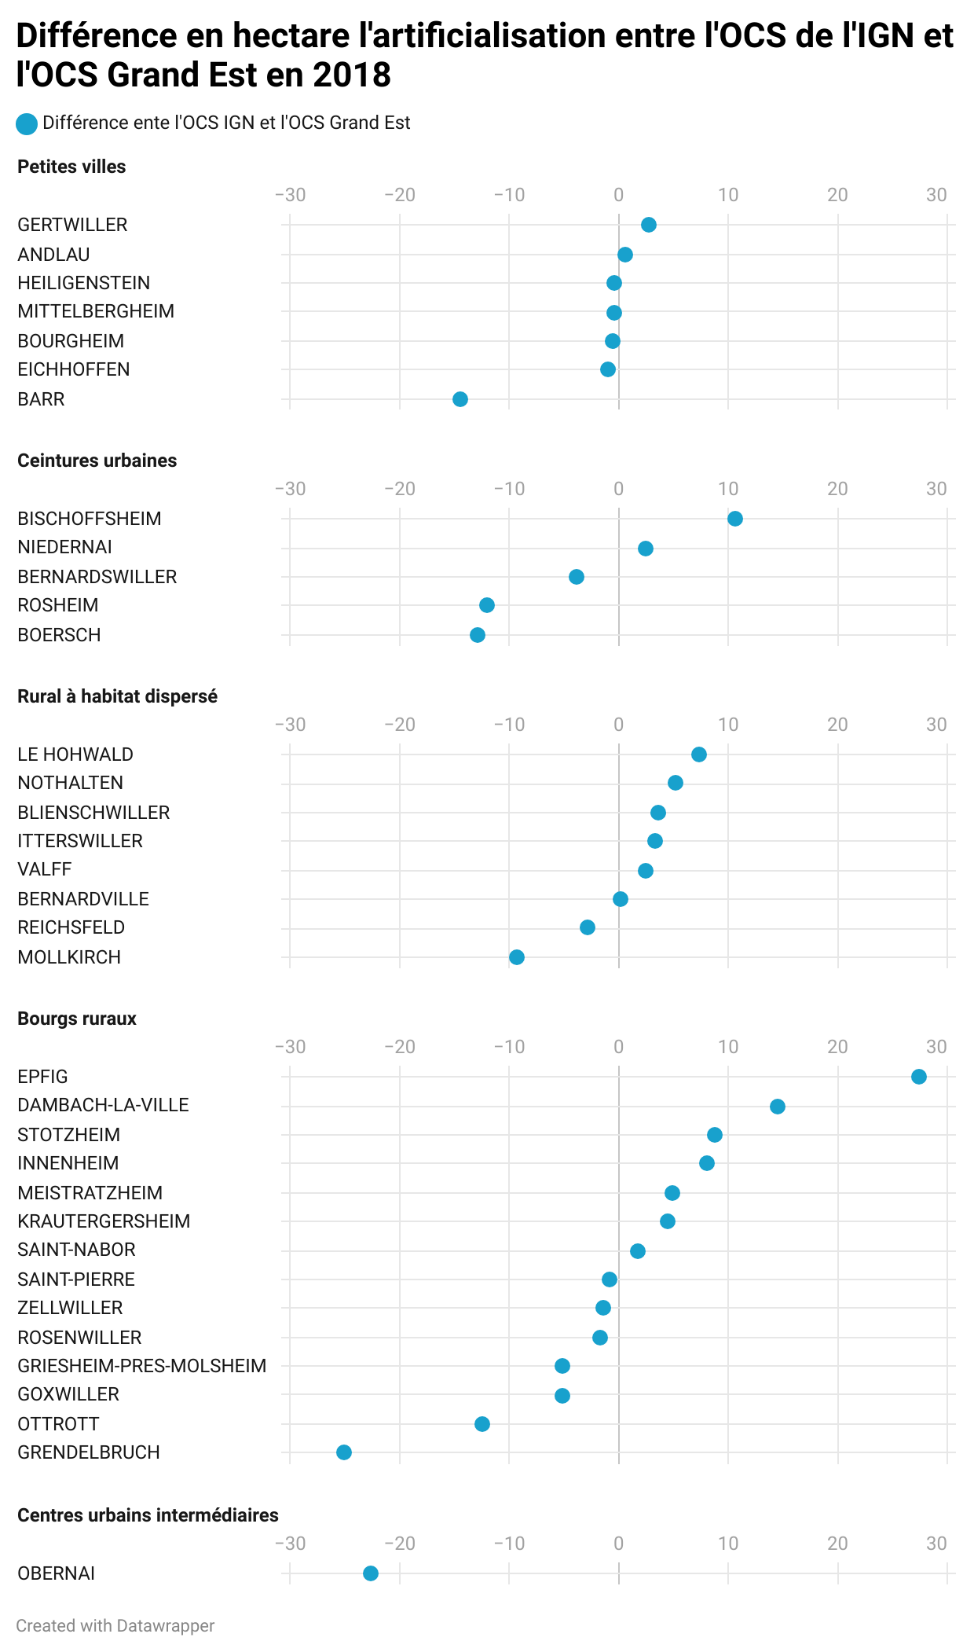 Différence en hectare l'artificialisation entre l'OCS de l'IGN et
l'OCS Grand Est en 2018
Différence ente l'OCS IGN et l'OCS Grand Est
Petites villes
−30 −20 −10 0 10 20 30
GERTWILLER
ANDLAU
HEILIGENSTEIN
MITTELBERGHEIM
BOURGHEIM
EICHHOFFEN
BARR
Ceintures urbaines
−30 −20 −10 0 10 20 30
BISCHOFFSHEIM
NIEDERNAI
BERNARDSWILLER
ROSHEIM
BOERSCH
Rural à habitat dispersé
−30 −20 −10 0 10 20 30
LE HOHWALD
NOTHALTEN
BLIENSCHWILLER
ITTERSWILLER
VALFF
BERNARDVILLE
REICHSFELD
MOLLKIRCH
Bourgs ruraux
−30 −20 −10 0 10 20 30
EPFIG
DAMBACH-LA-VILLE
STOTZHEIM
INNENHEIM
MEISTRATZHEIM
KRAUTERGERSHEIM
SAINT-NABOR
SAINT-PIERRE
ZELLWILLER
ROSENWILLER
GRIESHEIM-PRES-MOLSHEIM
GOXWILLER
OTTROTT
GRENDELBRUCH
Centres urbains intermédiaires
−30 −20 −10 0 10 20 30
OBERNAI
Created with Datawrapper